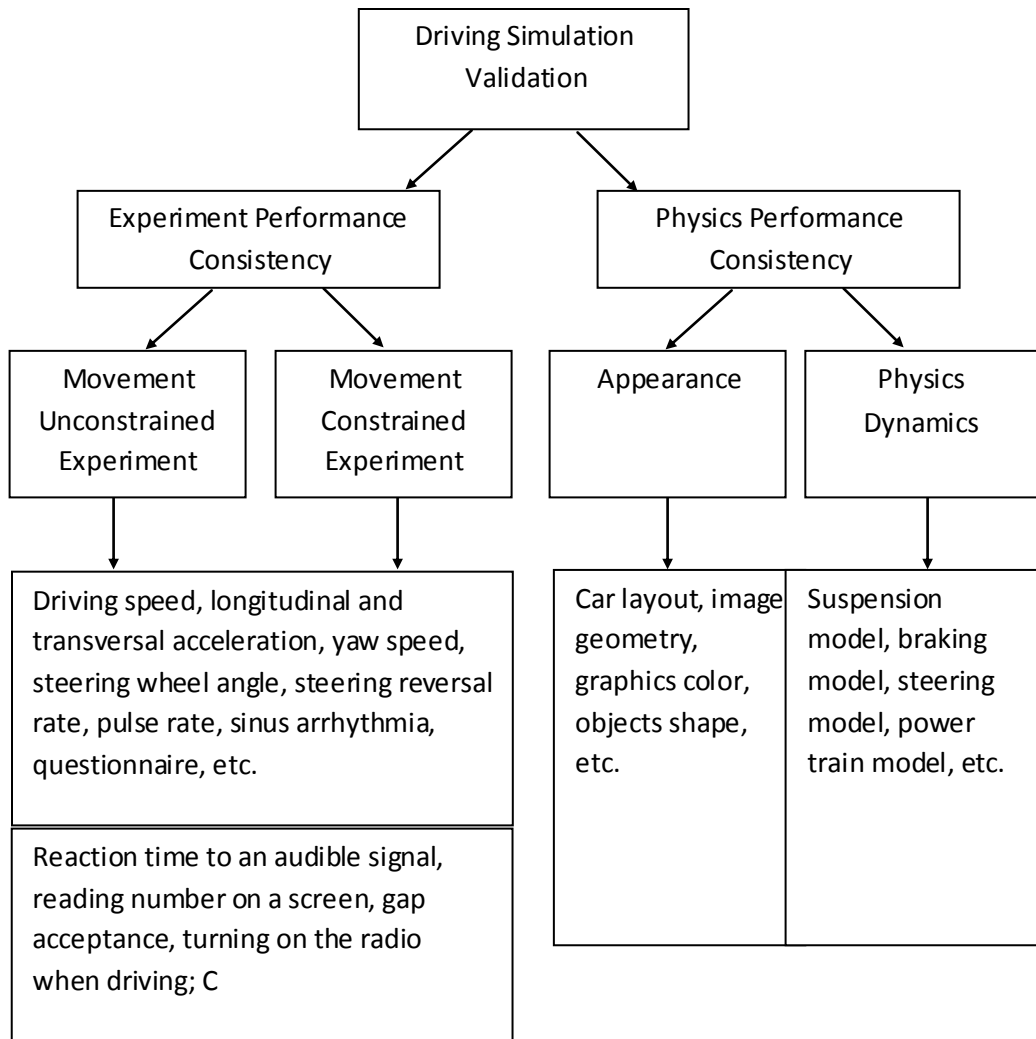 Driving Simulation
Validation
Experiment Performance
Consistency
Physics Performance
Consistency
Movement
Unconstrained
Experiment
Movement
Constrained
Experiment
Appearance
Physics
Dynamics
Driving speed, longitudinal and
transversal acceleration, yaw speed,
steering wheel angle, steering reversal
rate, pulse rate, sinus arrhythmia,
questionnaire, etc.
Reaction time to an audible signal,
reading number on a screen, gap
acceptance, turning on the radio
when driving; C
Car layout, image
geometry,
graphics color,
objects shape,
etc.
Suspension
model, braking
model, steering
model, power
train model, etc.